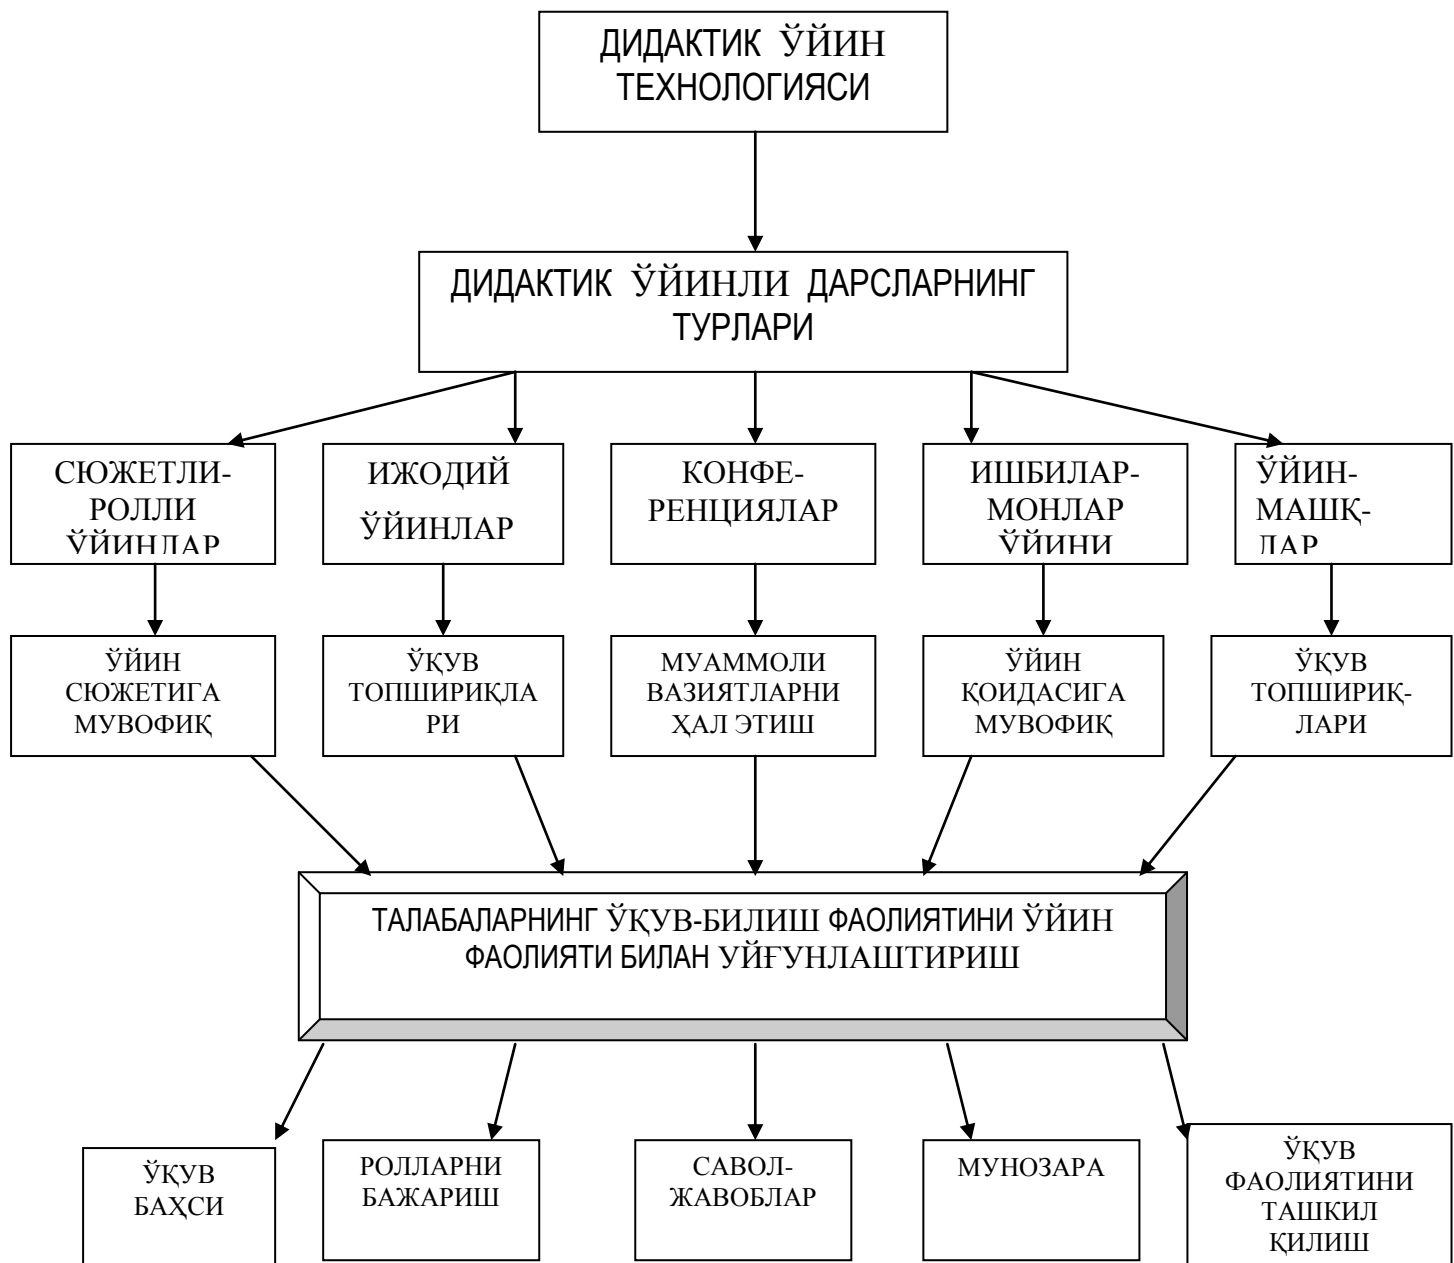 ДИДАКТИК ЎЙИН
ТЕХНОЛОГИЯСИ
ДИДАКТИК ЎЙИНЛИ ДАРСЛАРНИНГ
ТУРЛАРИ
СЮЖЕТЛИ-
РОЛЛИ
ЎЙИНЛАР
ИЖОДИЙ
ЎЙИНЛАР
КОНФЕ-
РЕНЦИЯЛАР
ИШБИЛАР-
МОНЛАР
ЎЙИНИ
ЎЙИН-
МАШҚ-
ЛАР
ЎЙИН
СЮЖЕТИГА
МУВОФИҚ
ЎҚУВ
ТОПШИРИҚЛА
РИ
МУАММОЛИ
ВАЗИЯТЛАРНИ
ҲАЛ ЭТИШ
ЎЙИН
ҚОИДАСИГА
МУВОФИҚ
ЎҚУВ
ТОПШИРИҚ-
ЛАРИ
ТАЛАБАЛАРНИНГ ЎҚУВ-БИЛИШ ФАОЛИЯТИНИ ЎЙИН
ФАОЛИЯТИ БИЛАН УЙҒУНЛАШТИРИШ
ЎҚУВ
БАҲСИ
РОЛЛАРНИ
БАЖАРИШ
САВОЛ-
ЖАВОБЛАР
МУНОЗАРА
ЎҚУВ
ФАОЛИЯТИНИ
ТАШКИЛ
ҚИЛИШ